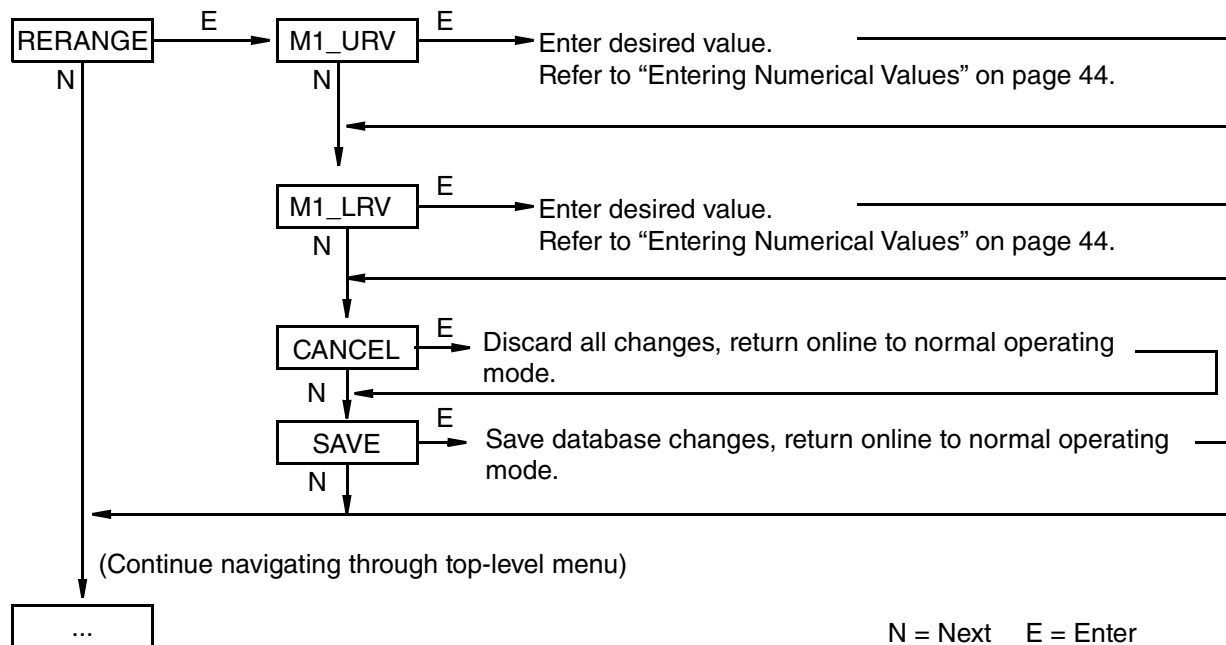 RERANGE E M1_URV E Enter desired value.
N N Refer to “Entering Numerical Values” on page 44.
M1_LRV E Enter desired value.
N Refer to “Entering Numerical Values” on page 44.
CANCEL E Discard all changes, return online to normal operating
N mode.
SAVE E Save database changes, return online to normal operating
N mode.
(Continue navigating through top-level menu)
... N = Next E = Enter